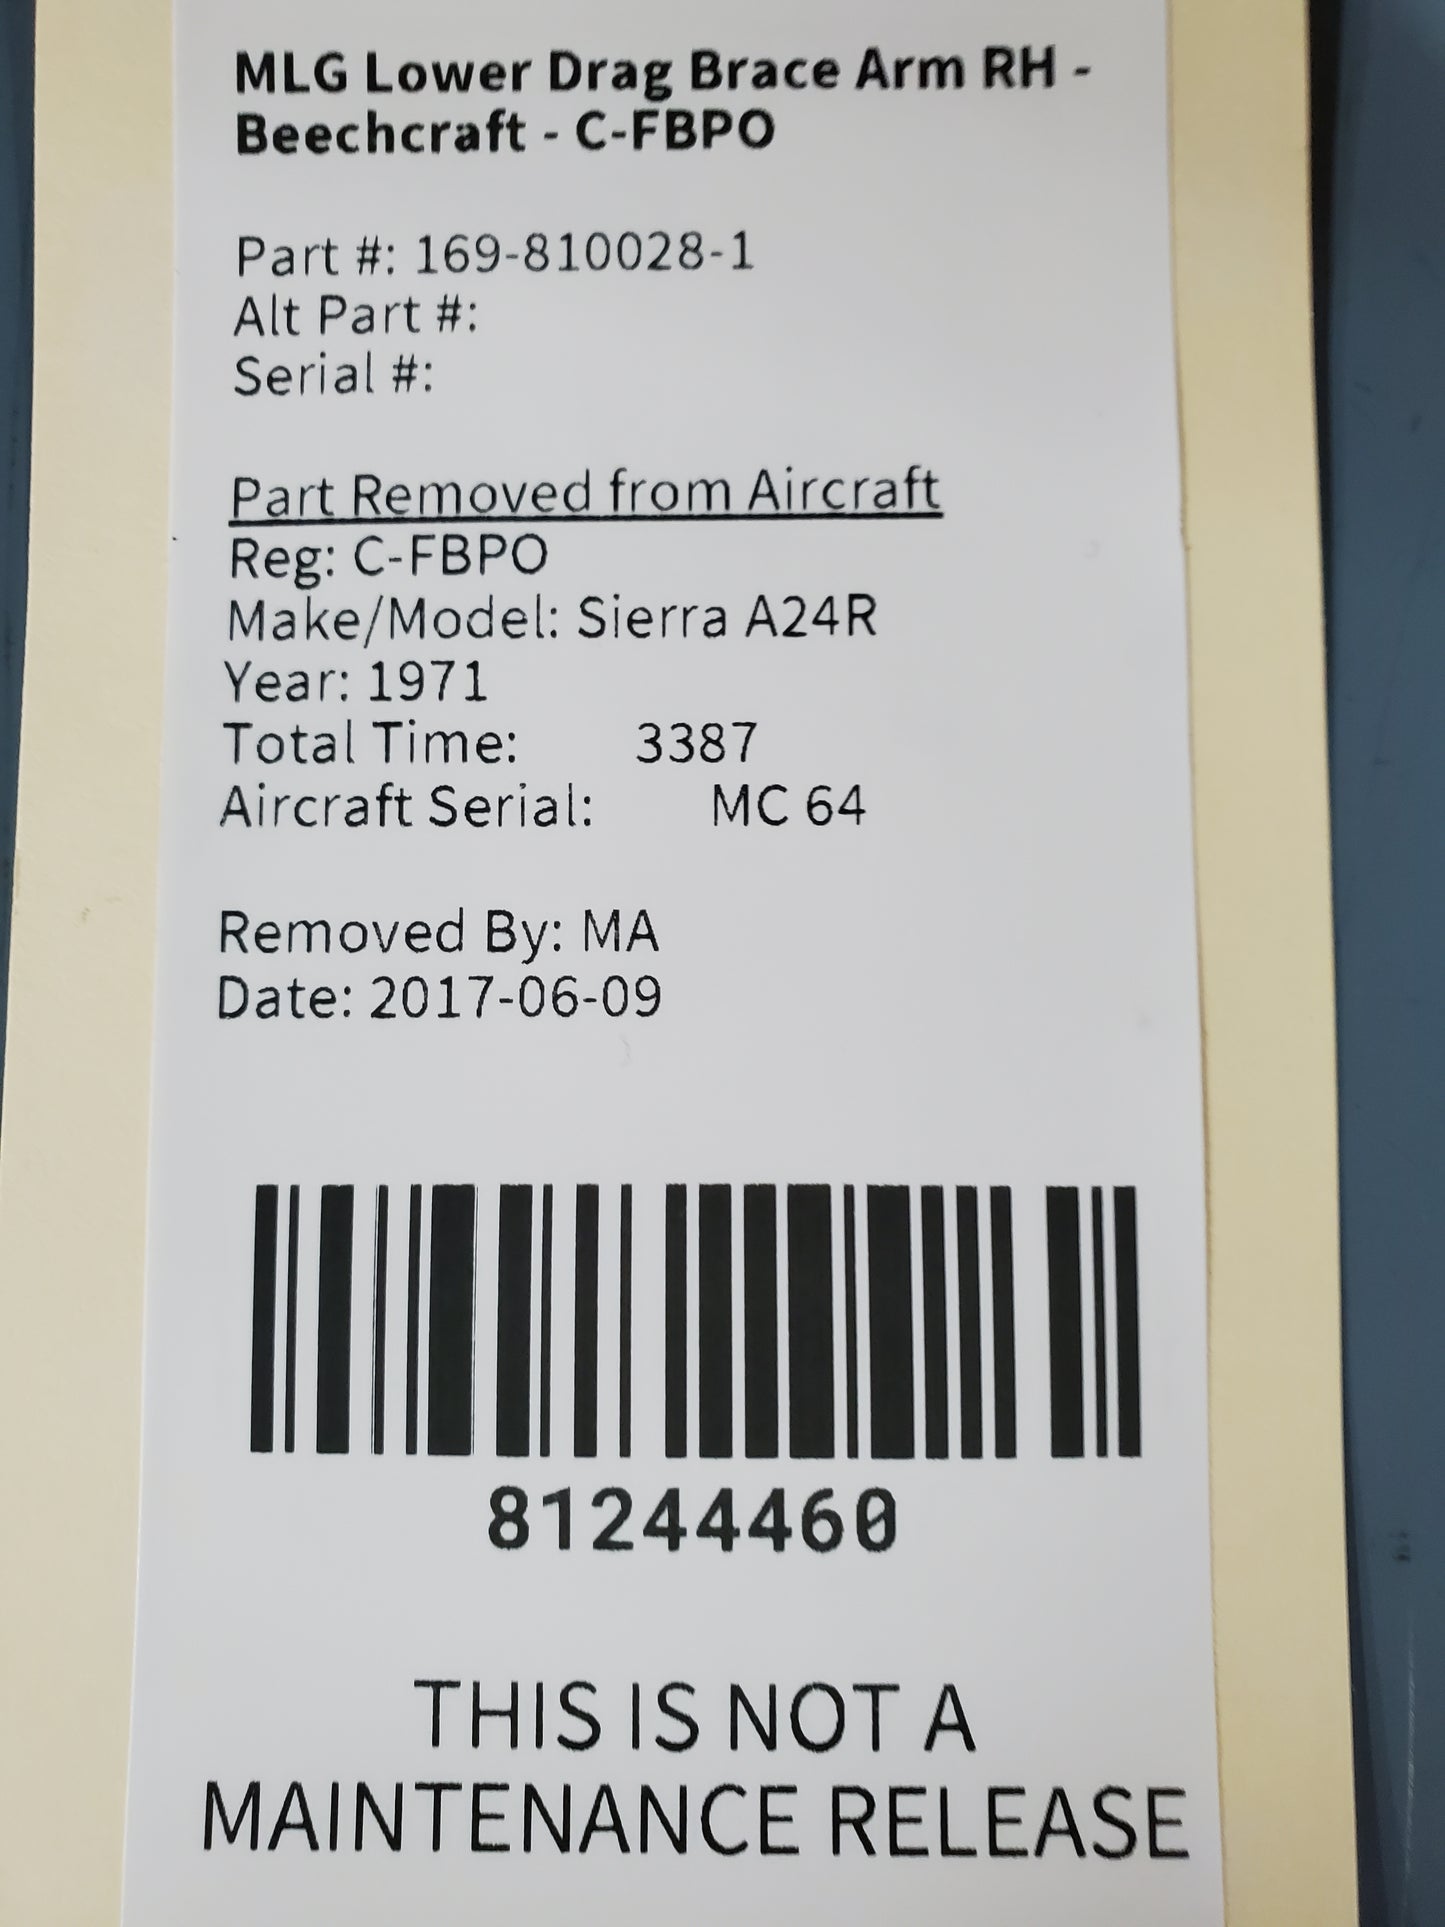 MLG Lower Drag Brace Arm RH -
Beechcraft - C-FBPO
Part #: 169-810028-1
Alt Part #:
Serial #:
Part Removed from Aircraft
Reg: C-FBPO
Make/Model: Sierra A24R
Year: 1971
Total Time: 3387
Aircraft Serial: MC 64
Removed By: MA
Date: 2017-06-09
81244460
THIS IS NOT A
MAINTENANCE RELEASE